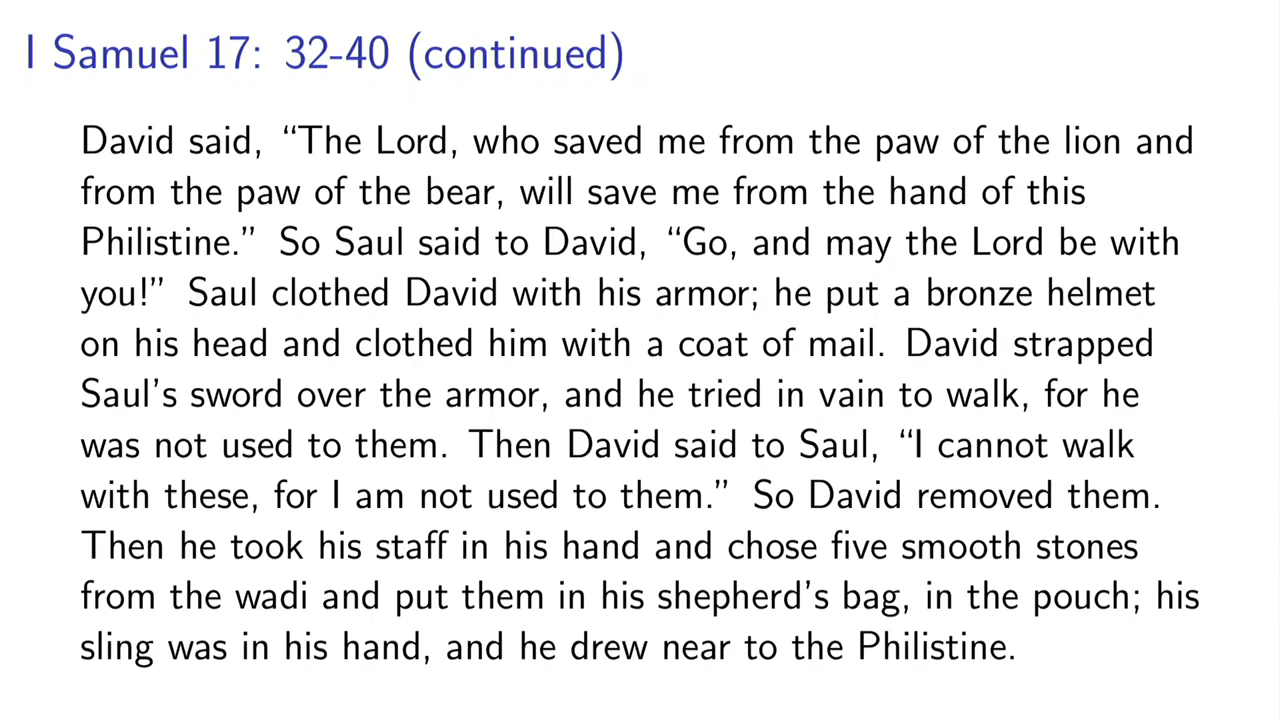 I Samuel 17: 32-40 (continued)
David said, “The Lord, who saved me from the paw of the lion and
from the paw of the bear, will save me from the hand of this
Philistine.” So Saul said to David, “Go, and may the Lord be with
you!” Saul clothed David with his armor; he put a bronze helmet
on his head and clothed him with a coat of mail. David strapped
Saul’s sword over the armor, and he tried in vain to walk, for he
was not used to them. Then David said to Saul, “I cannot walk
with these, for I am not used to them.” So David removed them.
Then he took his staff in his hand and chose five smooth stones
from the wadi and put them in his shepherd’s bag, in the pouch; his
sling was in his hand, and he drew near to the Philistine.